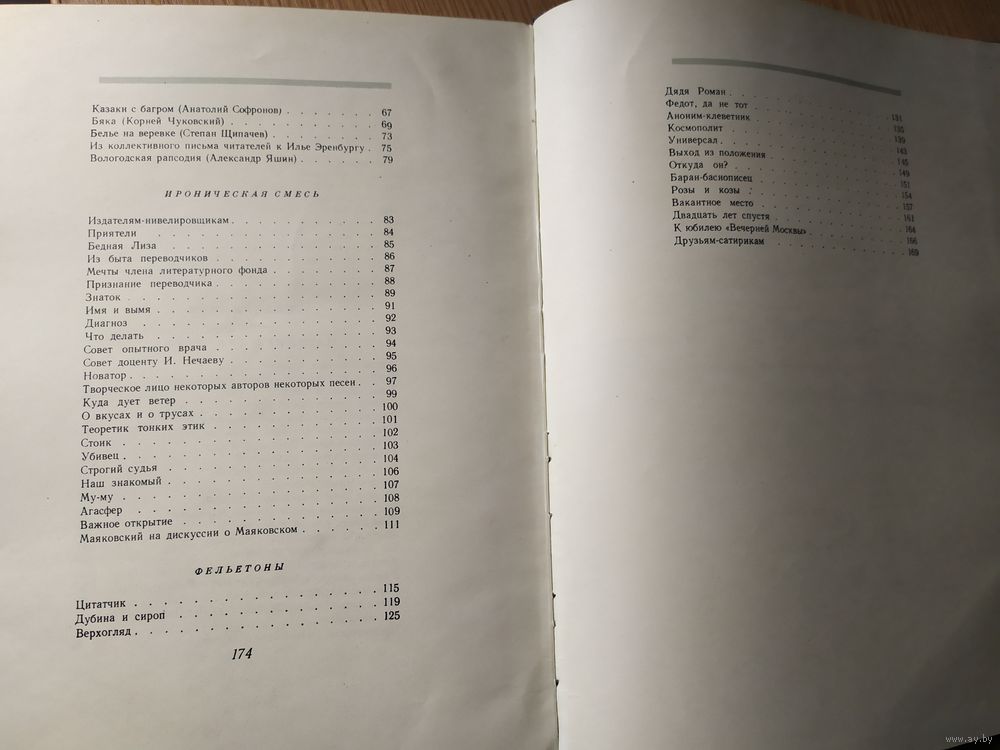 Казаки с багром (Анатолий Софронов) . . . . . . . 67
Бяка (Корней Чуковский) . . . . . . . . . . 69
Белье на веревке (Степан Щипачев) . . . . . . . 73
Из коллективного письма читателей к Илье Эренбургу . 75
Вологодская рапсодия (Александр Яшин) . . . . . . 79
ИРОНИЧЕСКАЯ СМЕСЬ
Издателям-нивелировщикам . . . . . . . . . . 83
Приятели . . . . . . . . . . . . . 84
Бедная Лиза . . . . . . . . . . . . 85
Из быта переводчиков . . . . . . . . . . 86
Мечты члена литературного фонда . . . . . . . 87
Признание переводчика . . . . . . . . . . 88
Знаток . . . . . . . . . . . . . . 89
Имя и вымя . . . . . . . . . . . . . 91
Диагноз . . . . . . . . . . . . . . 92
Что делать . . . . . . . . . . . . . 93
Совет опытного врача . . . . . . . . . . 94
Совет доценту И. Нечаеву . . . . . . . . . 95
Новатор . . . . . . . . . . . . . . 96
Творческое лицо некоторых авторов некоторых песен . . 97
Куда дует ветер . . . . . . . . . . . 99
О вкусах и о трусах . . . . . . . . . . 100
Теоретик тонких этик . . . . . . . . . . 101
Стоик . . . . . . . . . . . . . . 102
Убивец . . . . . . . . . . . . . . 103
Строгий судья . . . . . . . . . . . . 104
Наш знакомый . . . . . . . . . . . . 106
Му-му . . . . . . . . . . . . . . 107
Агасфер . . . . . . . . . . . . . . 108
Важное открытие . . . . . . . . . . . 109
Маяковский на дискуссии о Маяковском . . . . . 111
ФЕЛЬЕТОНЫ
Цитатчик . . . . . . . . . . . . . 115
Дубина и сироп . . . . . . . . . . . 119
Верхогляд . . . . . . . . . . . . . 125
174
Дядя Роман . . . . . . . . . . 131
Федот, да не тот . . . . . . . . . 135
Аноним-клеветник . . . . . . . . . 139
Космополит . . . . . . . . . . 143
Универсал . . . . . . . . . . . 145
Выход из положения . . . . . . . . 149
Откуда он? . . . . . . . . . . 151
Баран-баснописец . . . . . . . . . 154
Розы и козы . . . . . . . . . . 157
Вакантное место . . . . . . . . . 161
Двадцать лет спустя . . . . . . . . 164
К юбилею «Вечерней Москвы» . . . . . . 166
Друзьям-сатирикам . . . . . . . . 169
www.ay.by